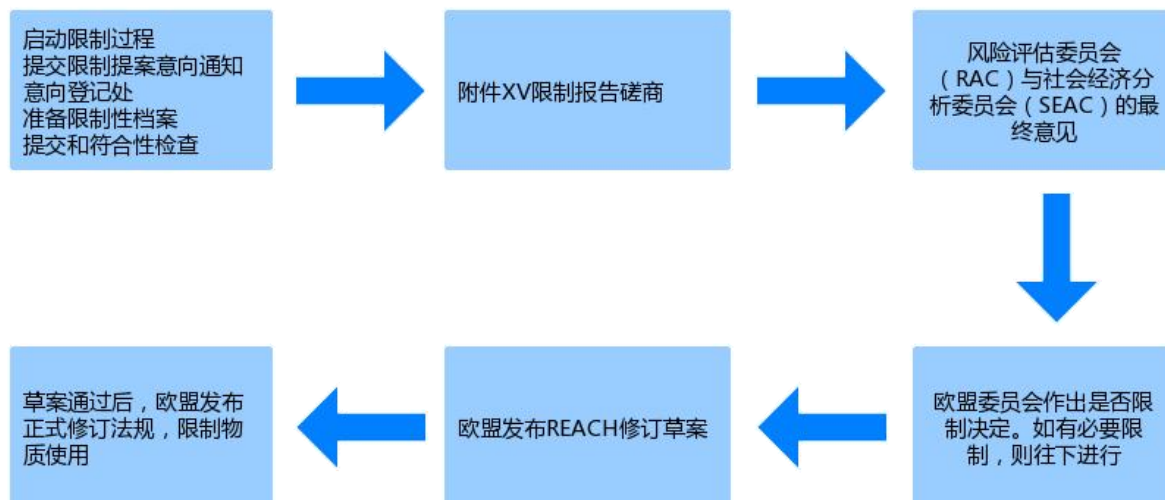 启动限制过程
提交限制提案意向通知
意向登记处
准备限制性档案
提交和符合性检查
附件XV限制报告磋商
风险评估委员会
（RAC）与社会经济分
析委员会（SEAC）的最
终意见
欧盟委员会作出是否限
制决定。如有必要限
制，则往下进行
欧盟发布REACH修订草案
草案通过后，欧盟发布
正式修订法规，限制物
质使用